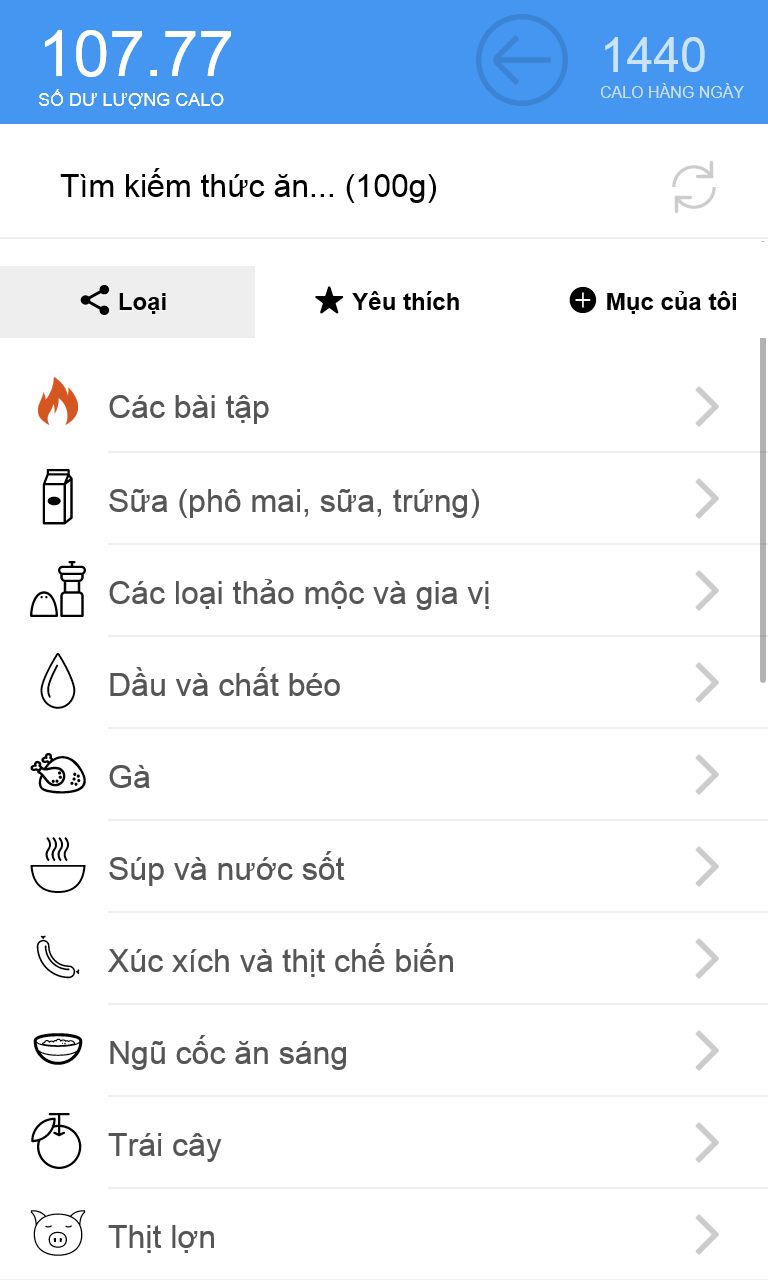 107.77
SỐ DƯ LƯỢNG CALO
1440
CALO HÀNG NGÀY
Tìm kiếm thức ăn... (100g)
Loại
Yêu thích
Mục của tôi
Các bài tập
Sữa (phô mai, sữa, trứng)
Các loại thảo mộc và gia vị
Dầu và chất béo
Gà
Súp và nước sốt
Xúc xích và thịt chế biến
Ngũ cốc ăn sáng
Trái cây
Thịt lợn